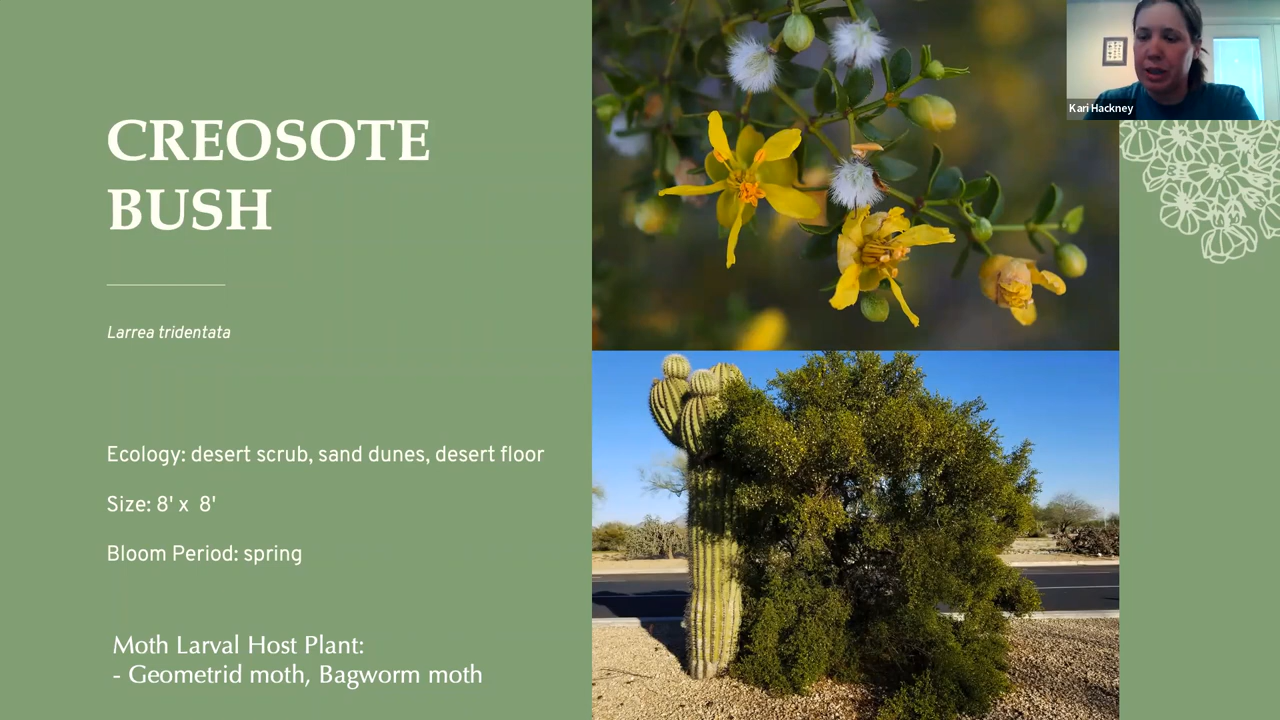 CREOSOTE
BUSH
Larrea tridentata
Ecology: desert scrub, sand dunes, desert floor
Size: 8' x  8'
Bloom Period: spring
Moth Larval Host Plant:
- Geometrid moth, Bagworm moth
Kari Hackney